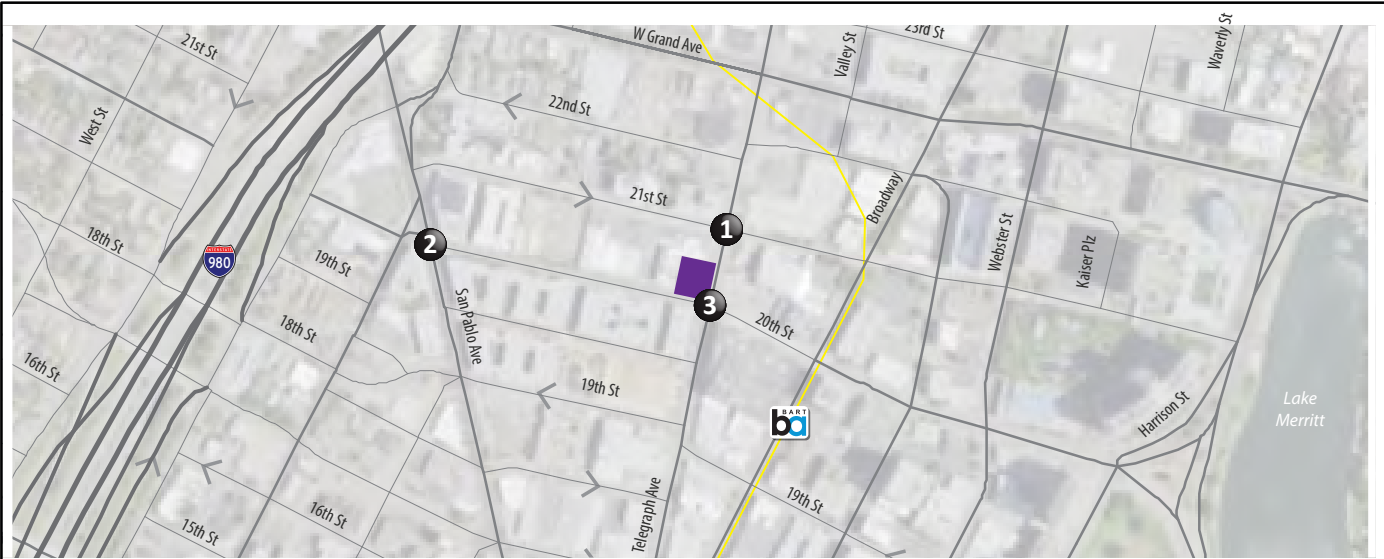 21st St
W Grand Ave
23rd St
Valley St
Waverly St
West St
22nd St
21st St
Broadway
1
2
3
18th St
INTERSTATE
980
19th St
San Pablo Ave
18th St
16th St
20th St
Webster St
Kaiser Plz
19th St
BART
ba
Harrison St
Lake
Merritt
Telegraph Ave
19th St
16th St
15th St